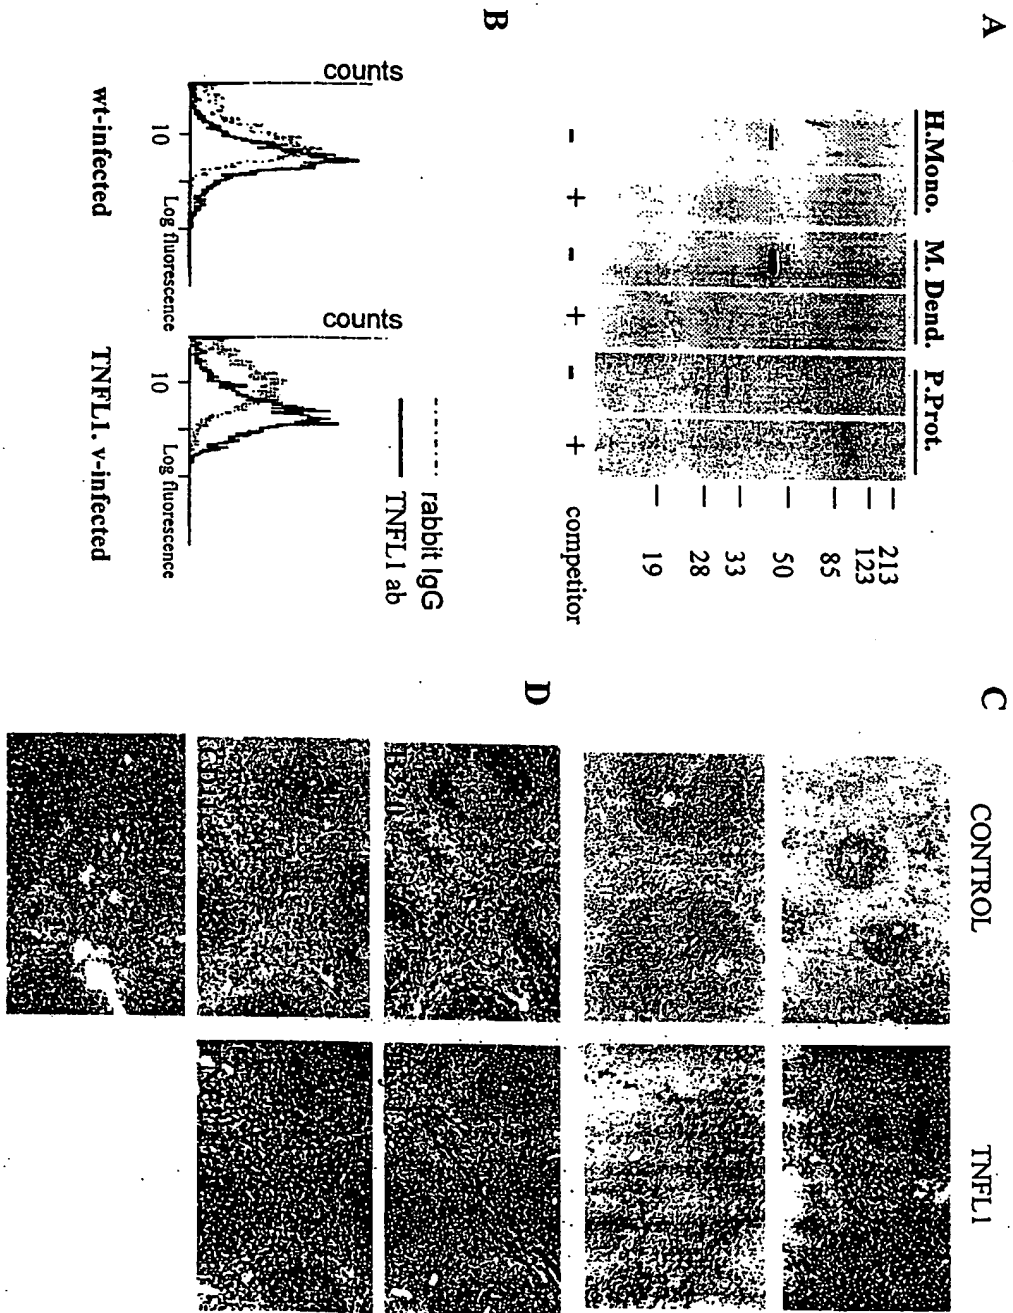 A
H.Mono. M. Dend. P.Prot.
213
123
85
50
33
28
19
- + - + - + competitor
B
counts
10
Log fluorescence
wt-infected
counts
10
Log fluorescence
TNFL1. v-infected
rabbit IgG
TNFL1 ab
C
CONTROL TNFL1
D
B220